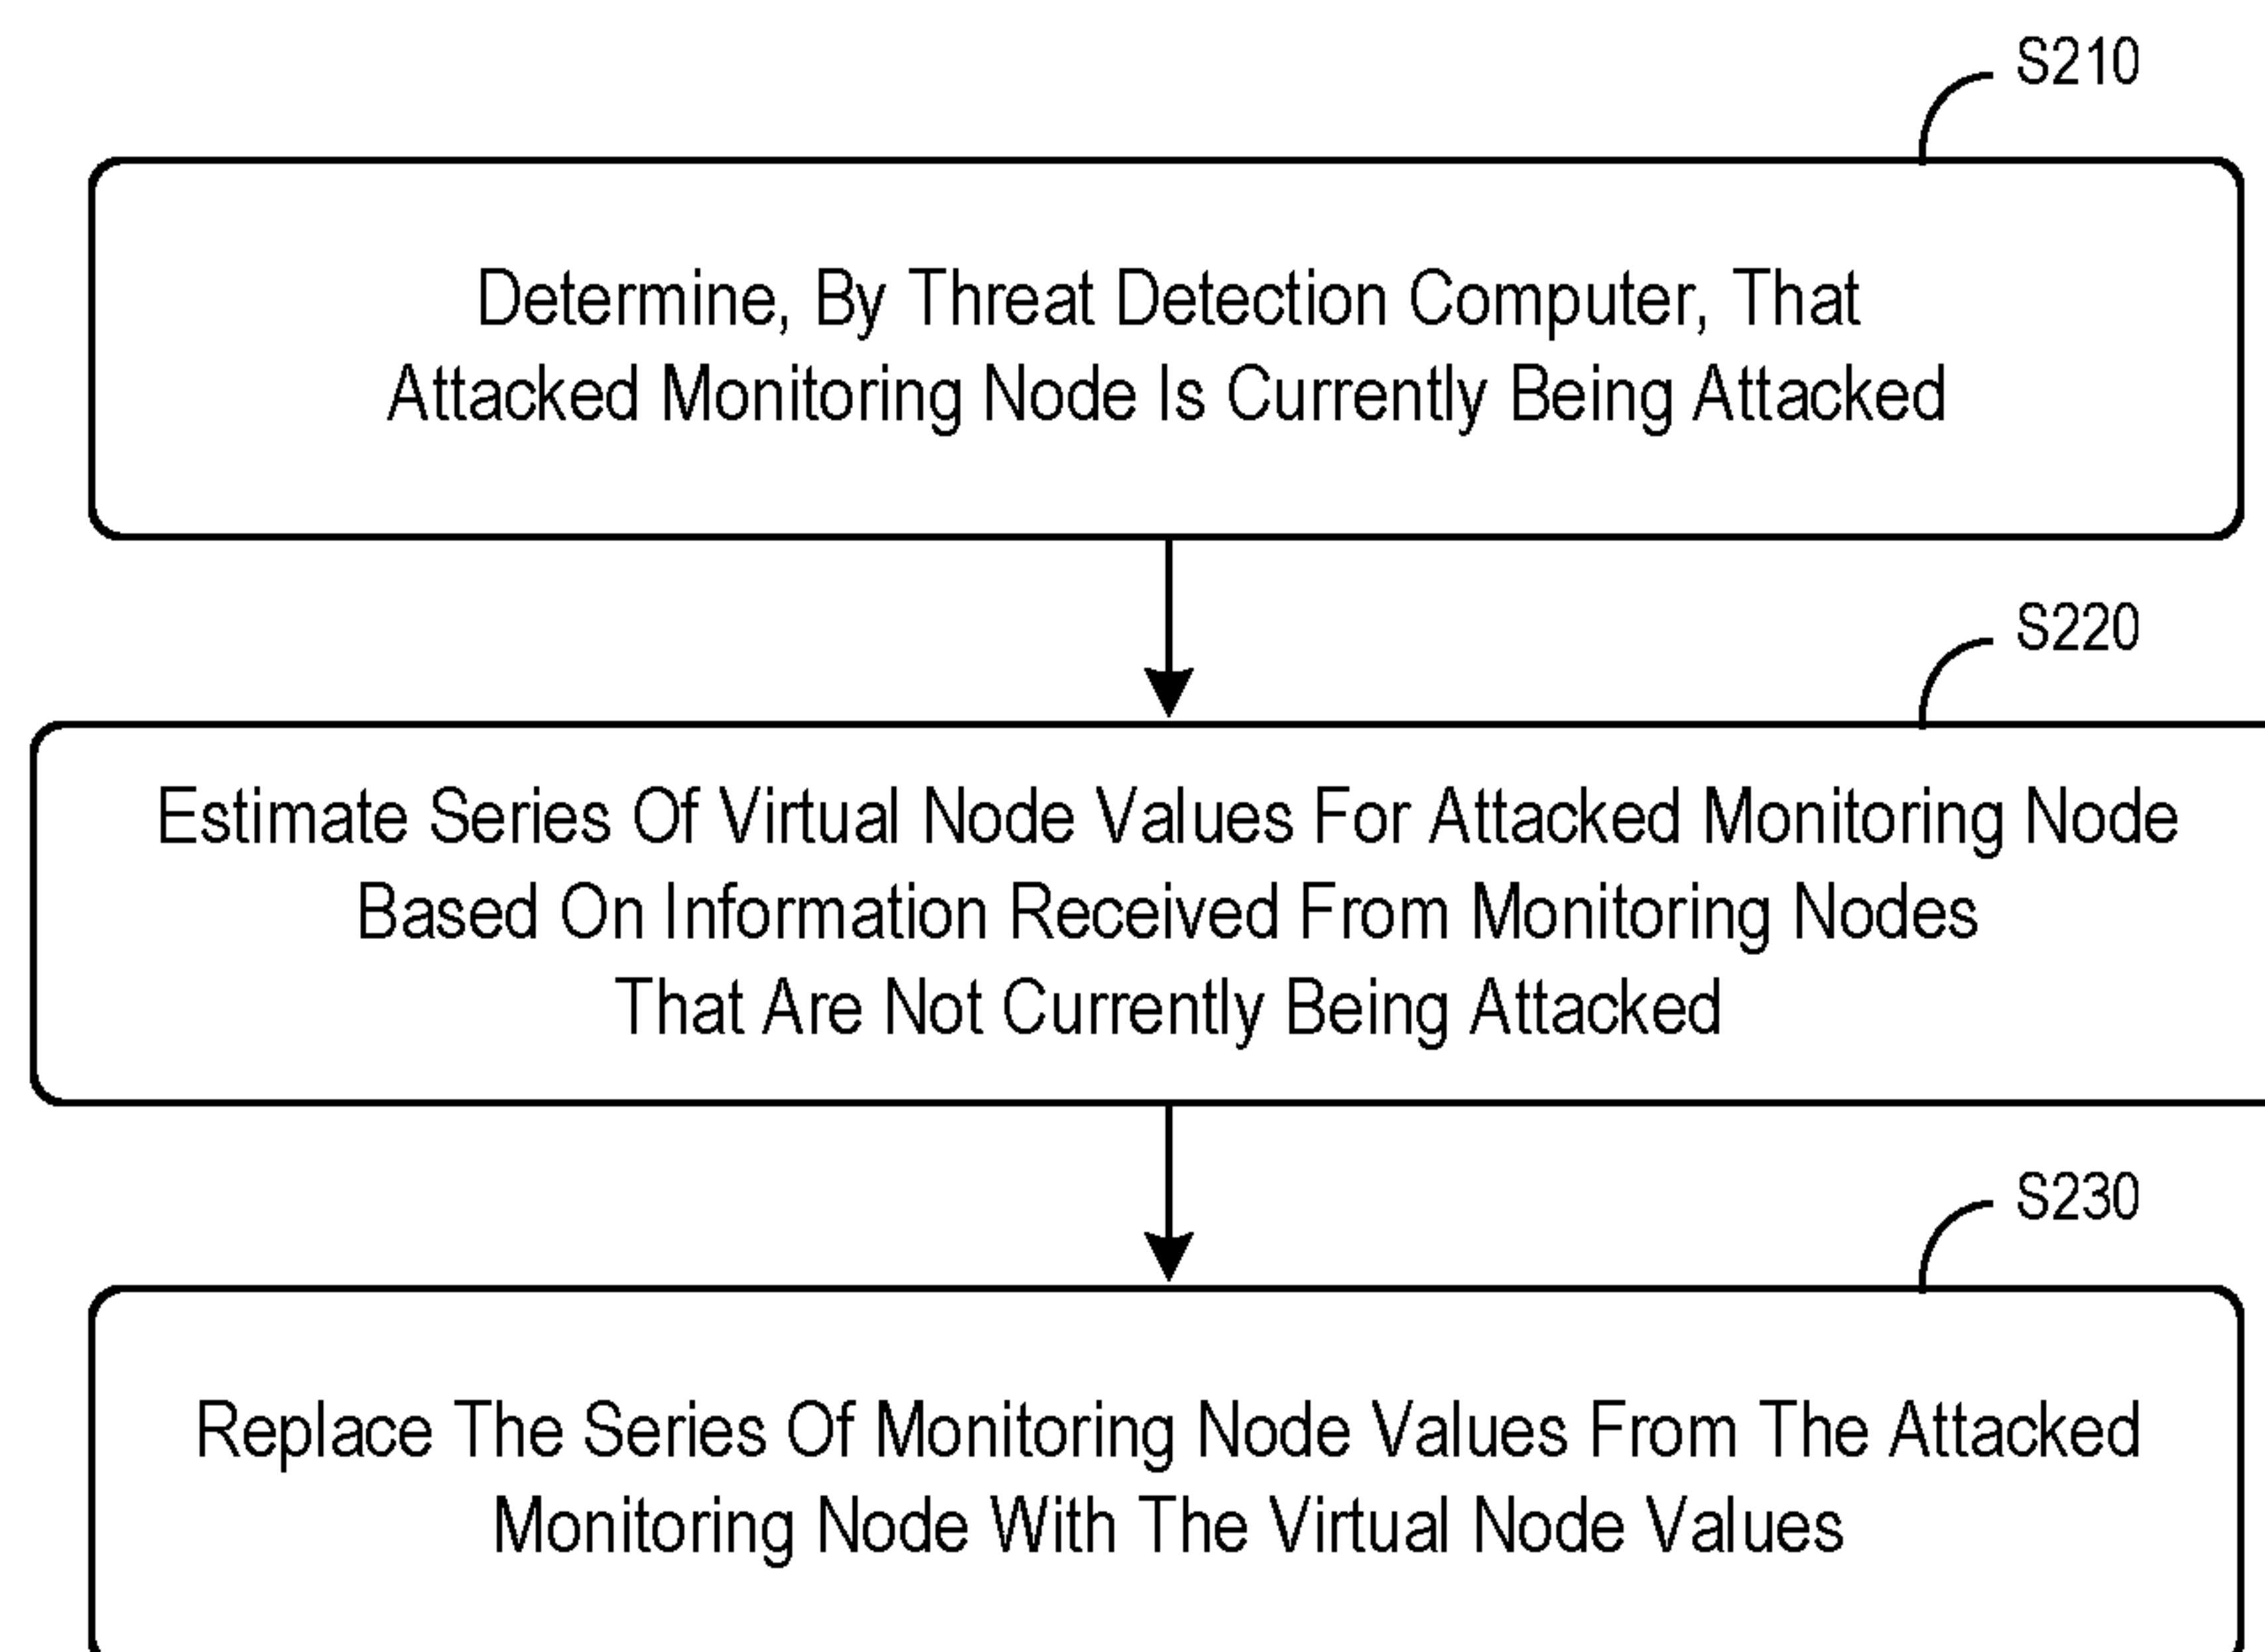 S210
Determine, By Threat Detection Computer, That
Attacked Monitoring Node Is Currently Being Attacked
S220
Estimate Series Of Virtual Node Values For Attacked Monitoring Node
Based On Information Received From Monitoring Nodes
That Are Not Currently Being Attacked
S230
Replace The Series Of Monitoring Node Values From The Attacked
Monitoring Node With The Virtual Node Values